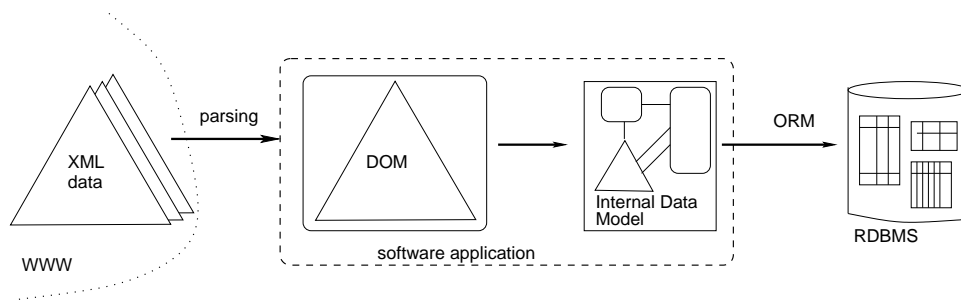 XML
data
WWW
parsing
DOM
software application
Internal Data
Model
ORM
RDBMS